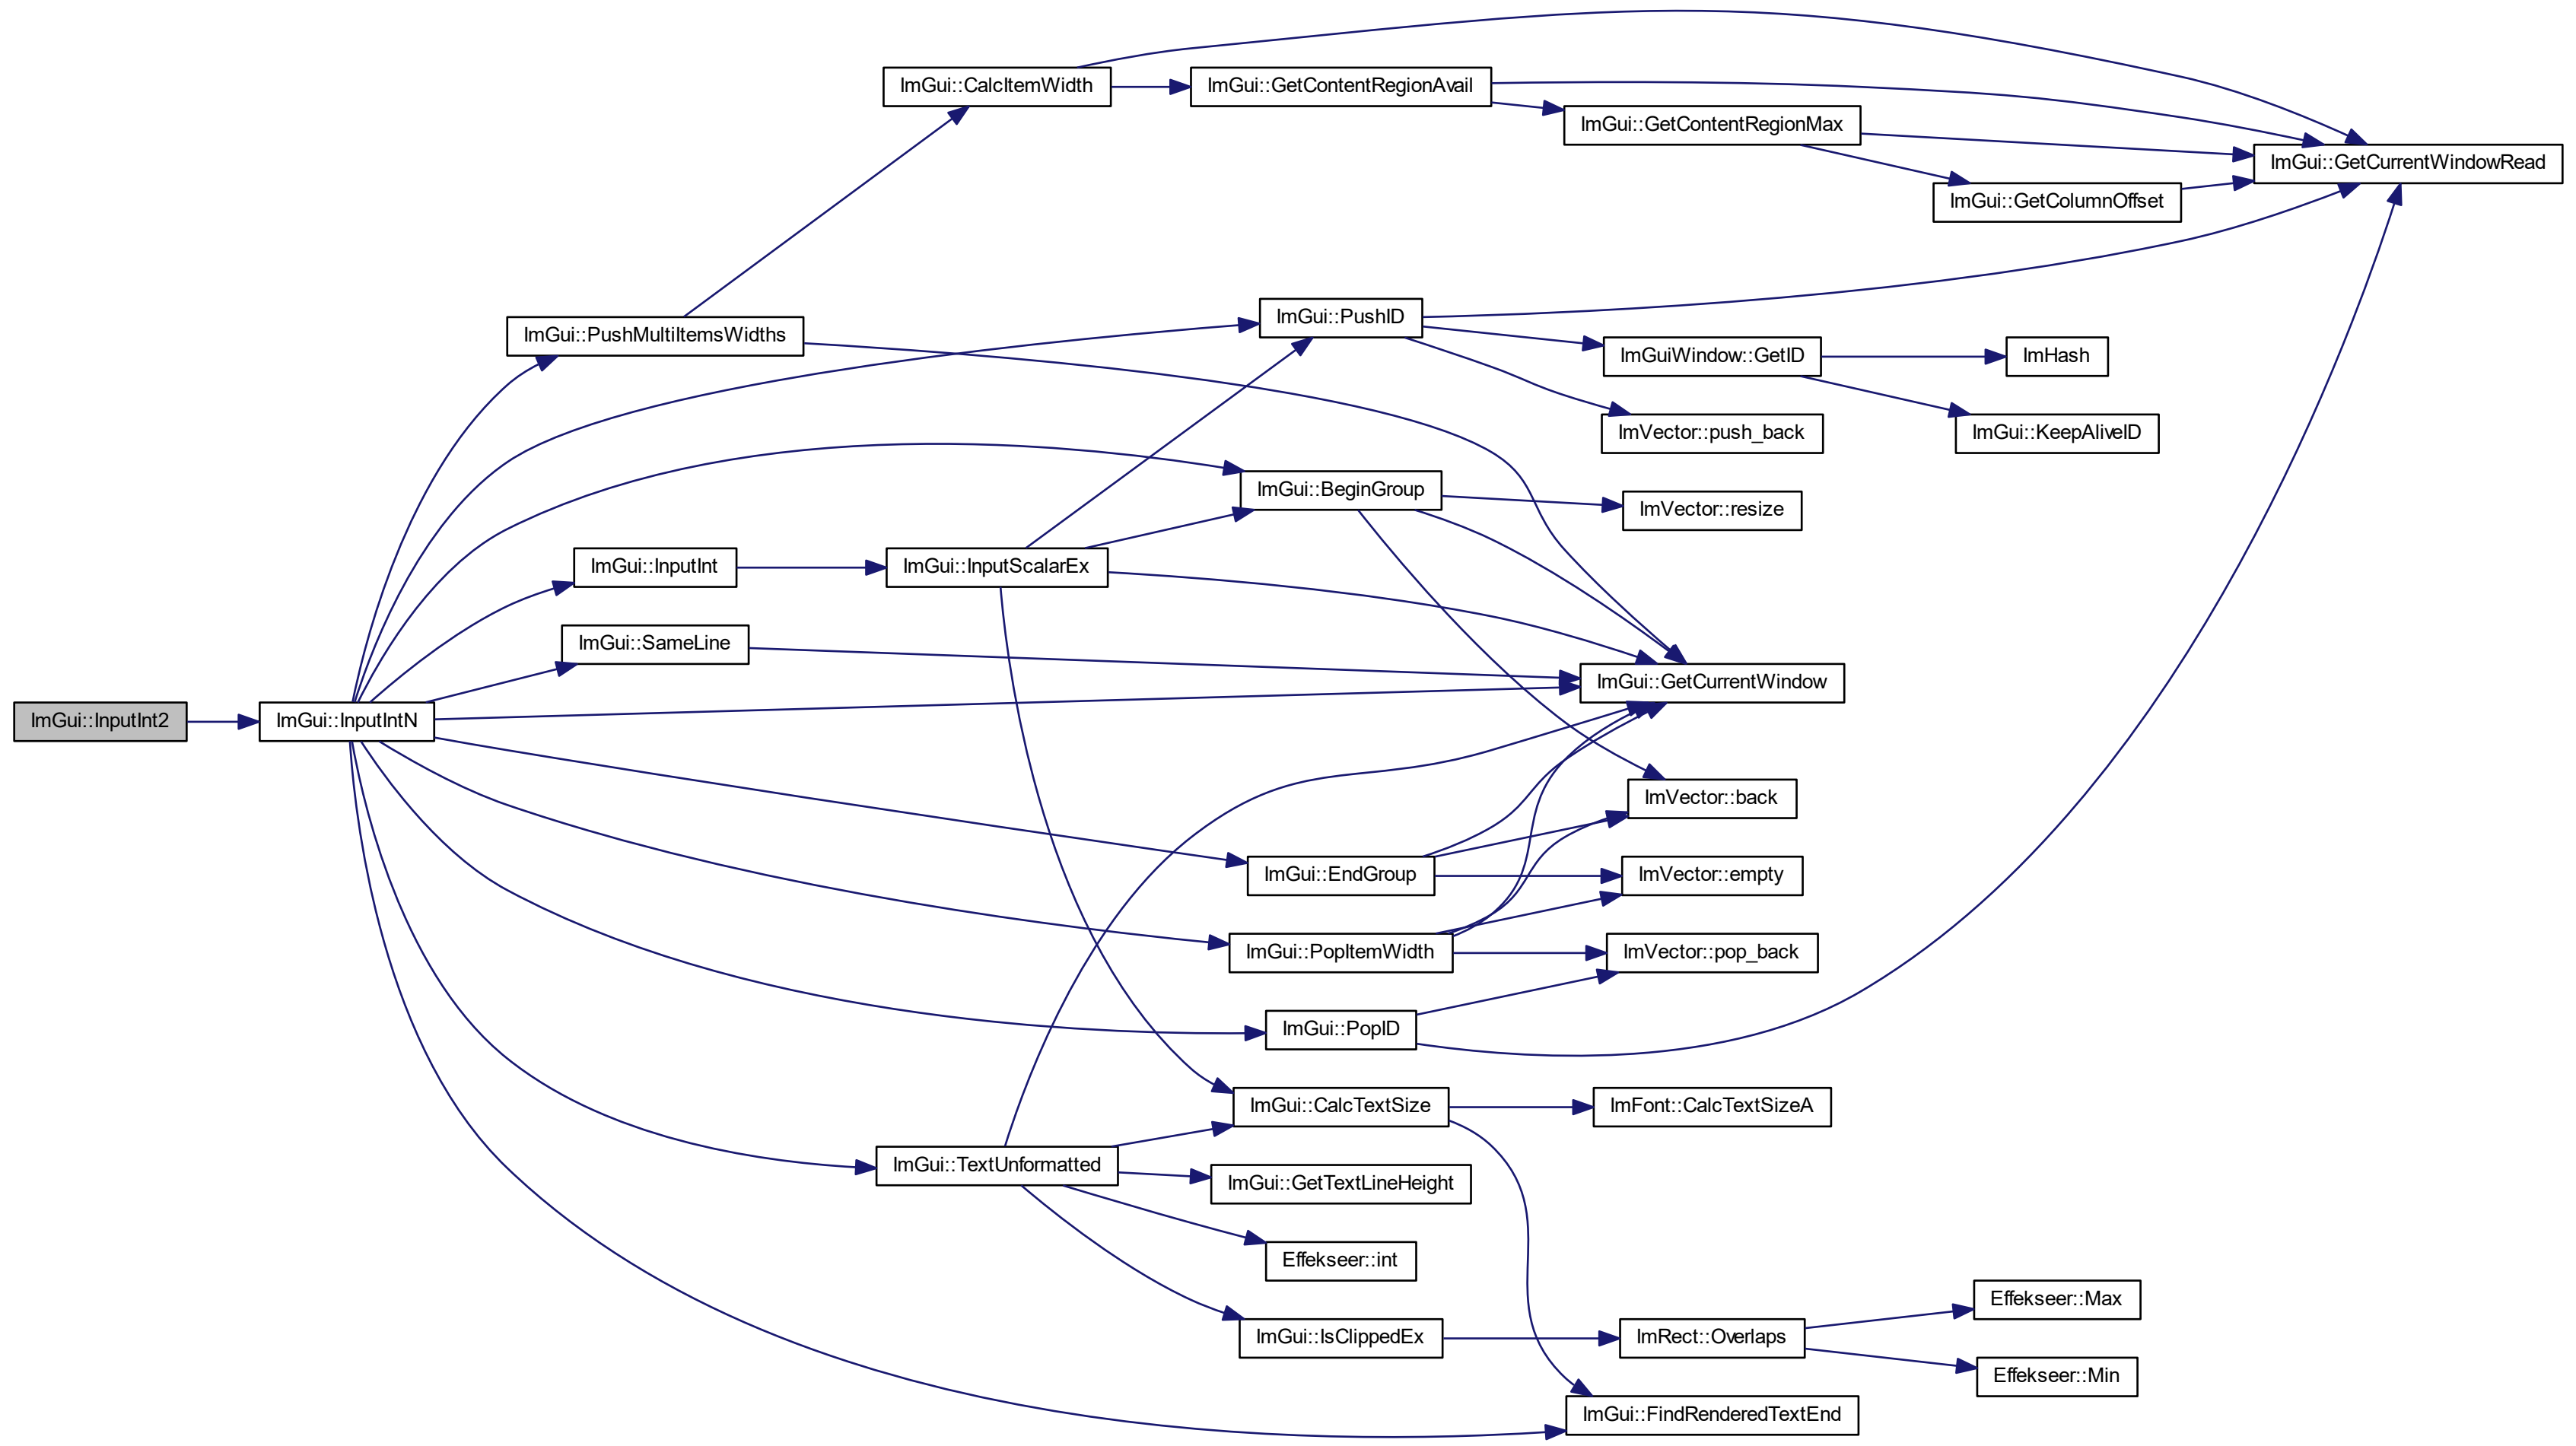 ImGui::CalcItemWidth
ImGui::GetContentRegionAvail
ImGui::GetContentRegionMax
ImGui::GetCurrentWindowRead
ImGui::GetColumnOffset
ImGui::PushMultiItemsWidths
ImGui::PushID
ImGuiWindow::GetID
ImHash
ImVector::push_back
ImGui::KeepAliveID
ImGui::BeginGroup
ImVector::resize
ImGui::InputInt
ImGui::InputScalarEx
ImGui::SameLine
ImGui::GetCurrentWindow
ImGui::InputInt2
ImGui::InputIntN
ImVector::back
ImGui::EndGroup
ImVector::empty
ImGui::PopItemWidth
ImVector::pop_back
ImGui::PopID
ImGui::CalcTextSize
ImFont::CalcTextSizeA
ImGui::TextUnformatted
ImGui::GetTextLineHeight
Effekseer::int
ImGui::IsClippedEx
ImRect::Overlaps
Effekseer::Max
Effekseer::Min
ImGui::FindRenderedTextEnd